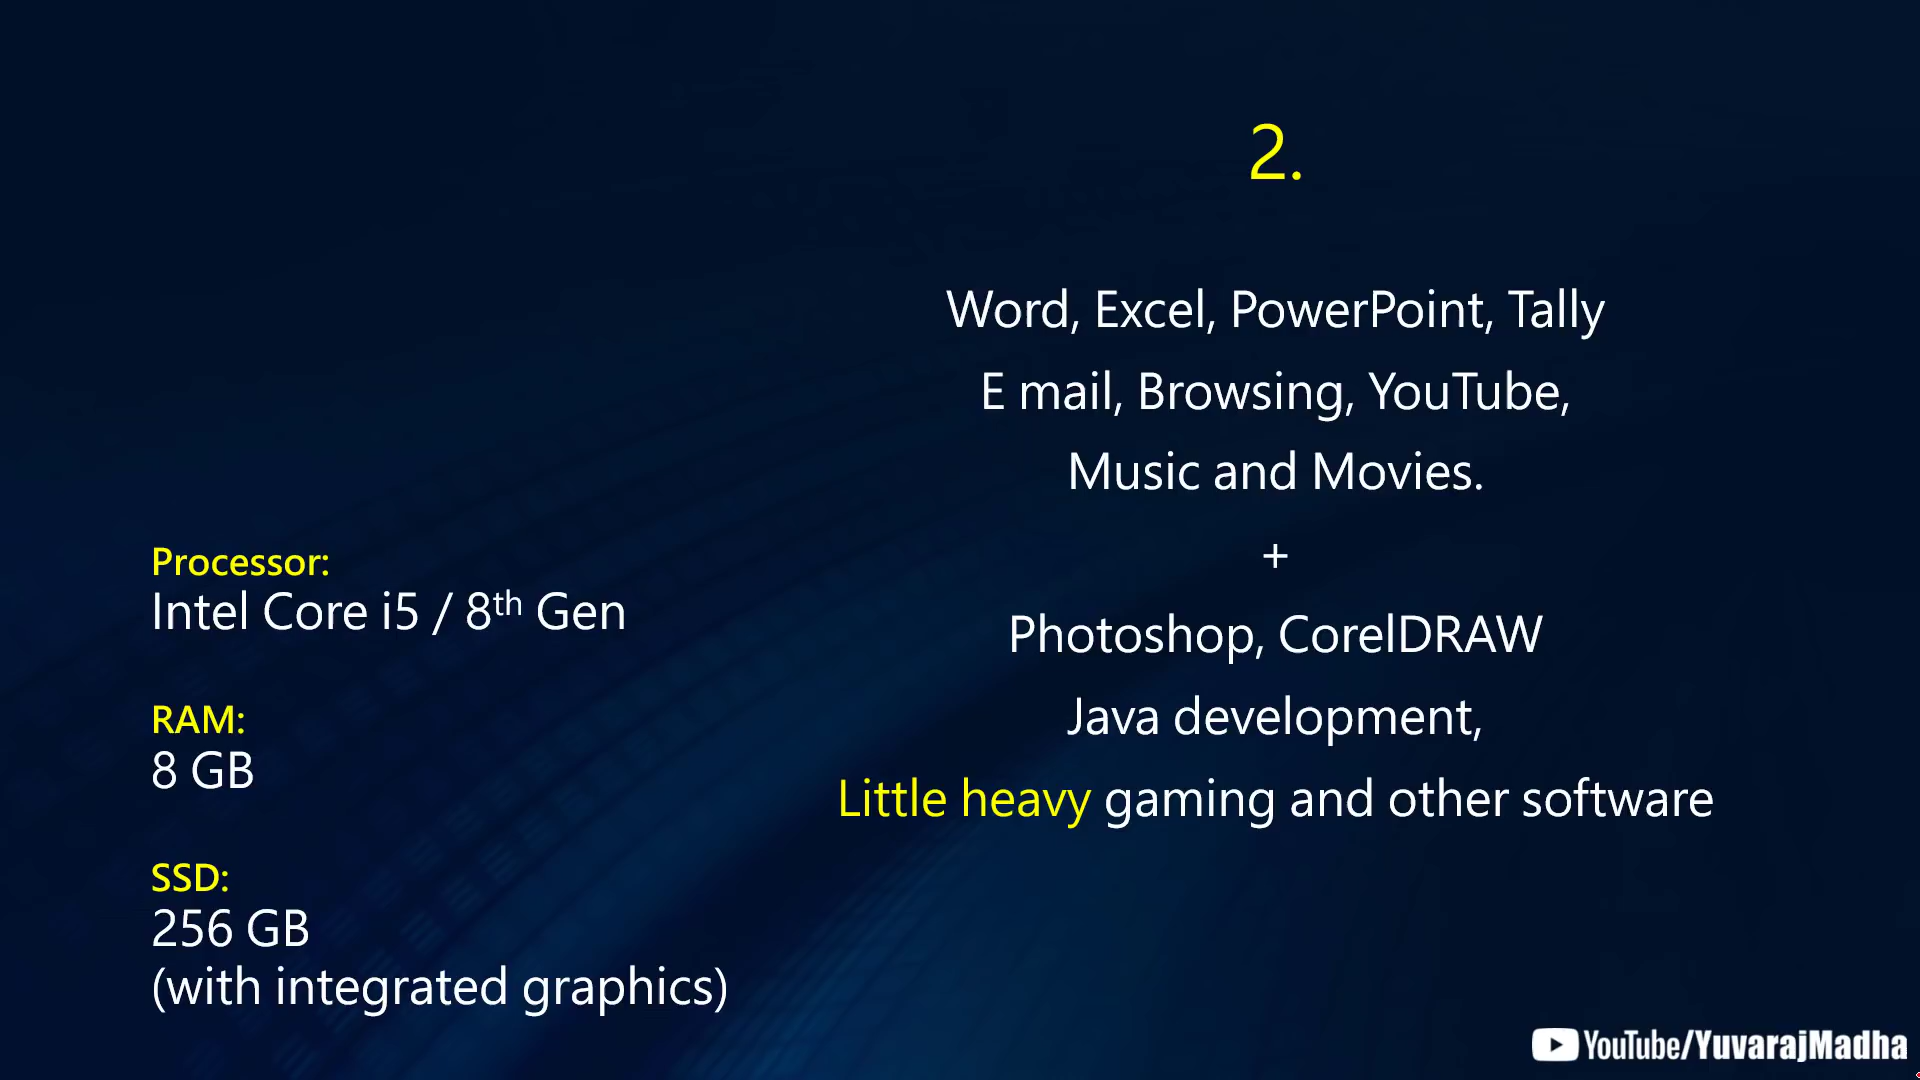 2.
Word, Excel, PowerPoint, Tally
E mail, Browsing, YouTube,
Music and Movies.
+
Photoshop, CorelDRAW
Java development,
Little heavy gaming and other software
Processor:
Intel Core i5 / 8th Gen
RAM:
8 GB
SSD:
256 GB
(with integrated graphics)
YouTube/YuvarajMadha